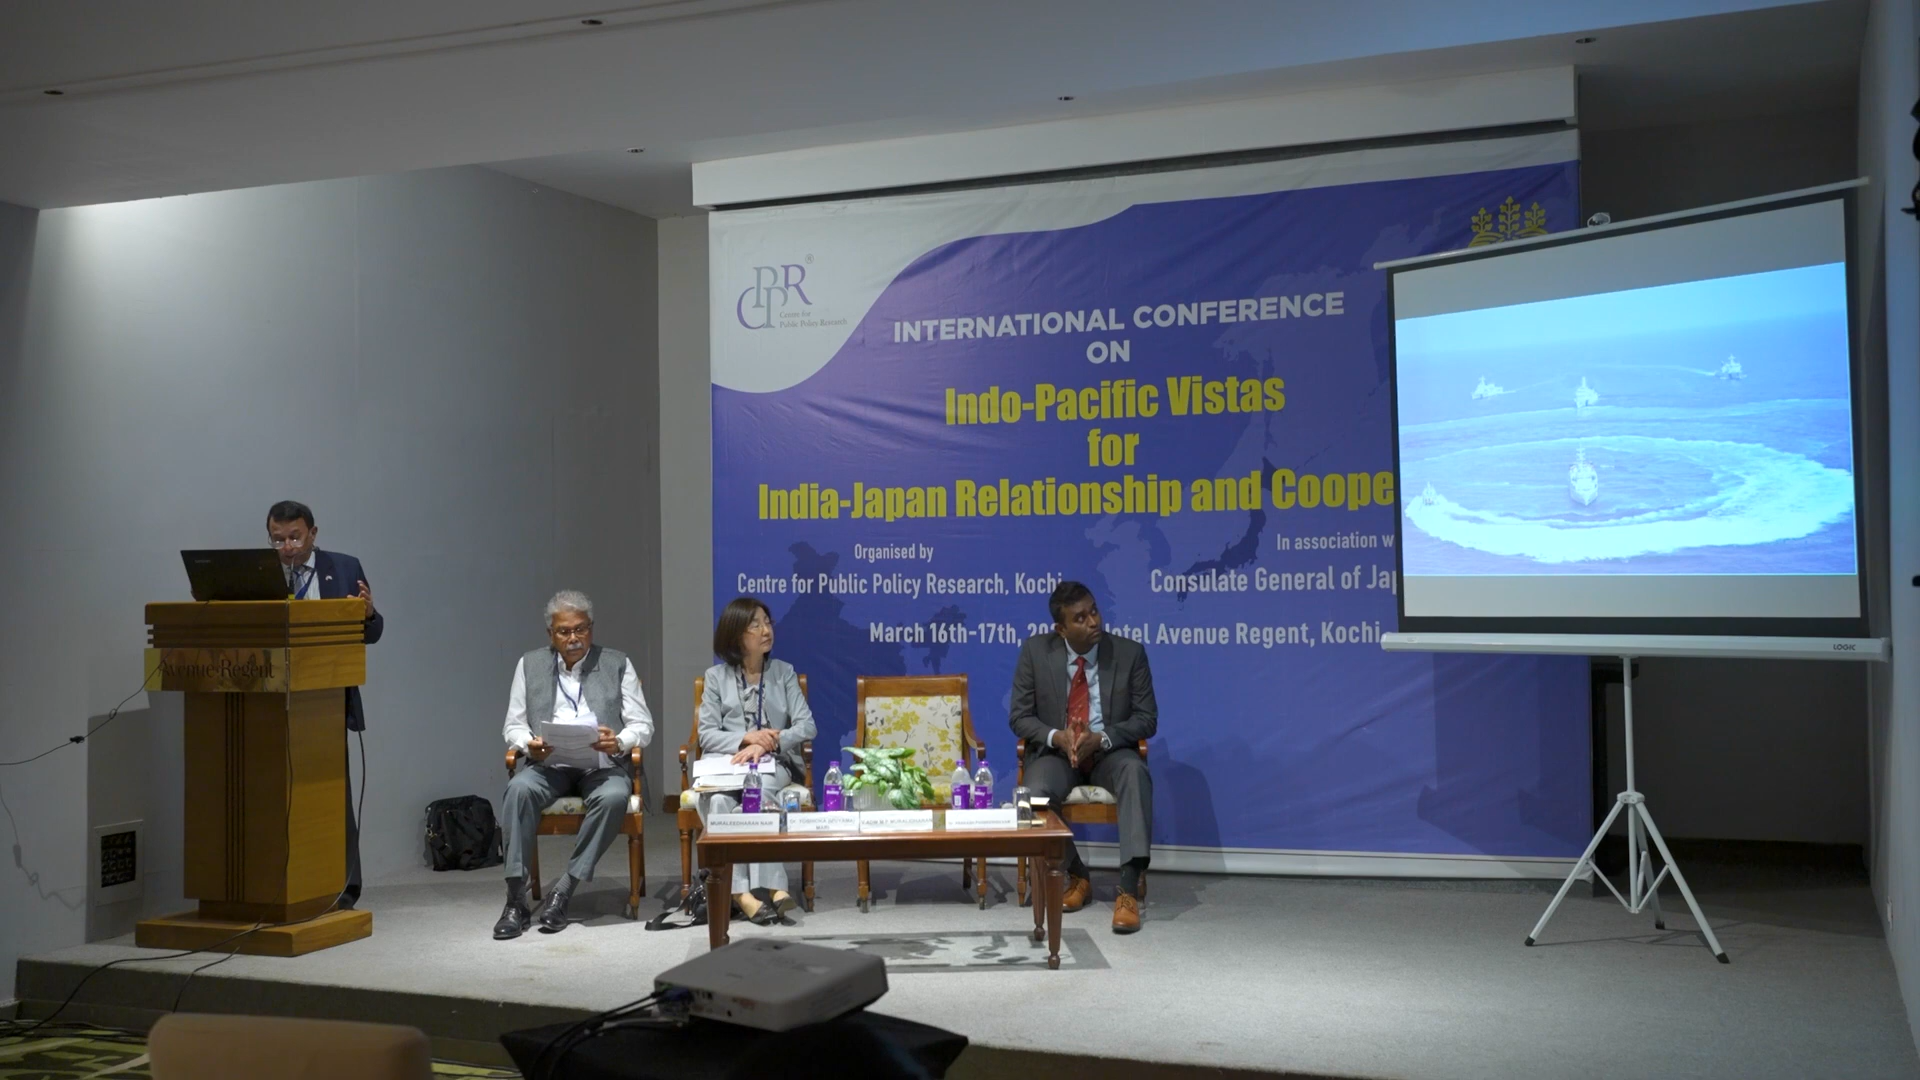 CPPR®
Centre for
Public Policy Research
INTERNATIONAL CONFERENCE
ON
Indo-Pacific Vistas
for
India-Japan Relationship and Coope
Organised by
Centre for Public Policy Research, Kochi
In association w
Consulate General of Jap
March 16th-17th, 20
Hotel Avenue Regent, Kochi
LOGIC
Avenue Regent
MURALEEDHARAN NAIR